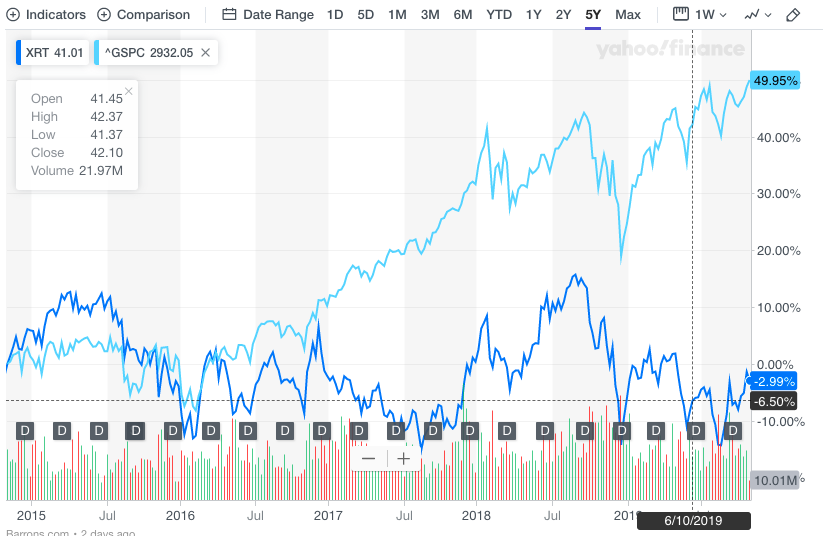 Indicators Comparison Date Range 1D 5D 1M 3M 6M YTD 1Y 2Y 5Y Max 1W
XRT 41.01 ^GSPC 2932.05
yahoo!finance
Open 41.45
High 42.37
Low 41.37
Close 42.10
Volume 21.97M
49.95%
40.00%
30.00%
20.00%
10.00%
0.00%
-2.99%
-6.50%
-10.00%
D D D D D D D D D D D D D D D D D D D D
10.01M %
2015 Jul 2016 Jul 2017 Jul 2018 Jul 2019
6/10/2019
Barrons.com • 2 days ago